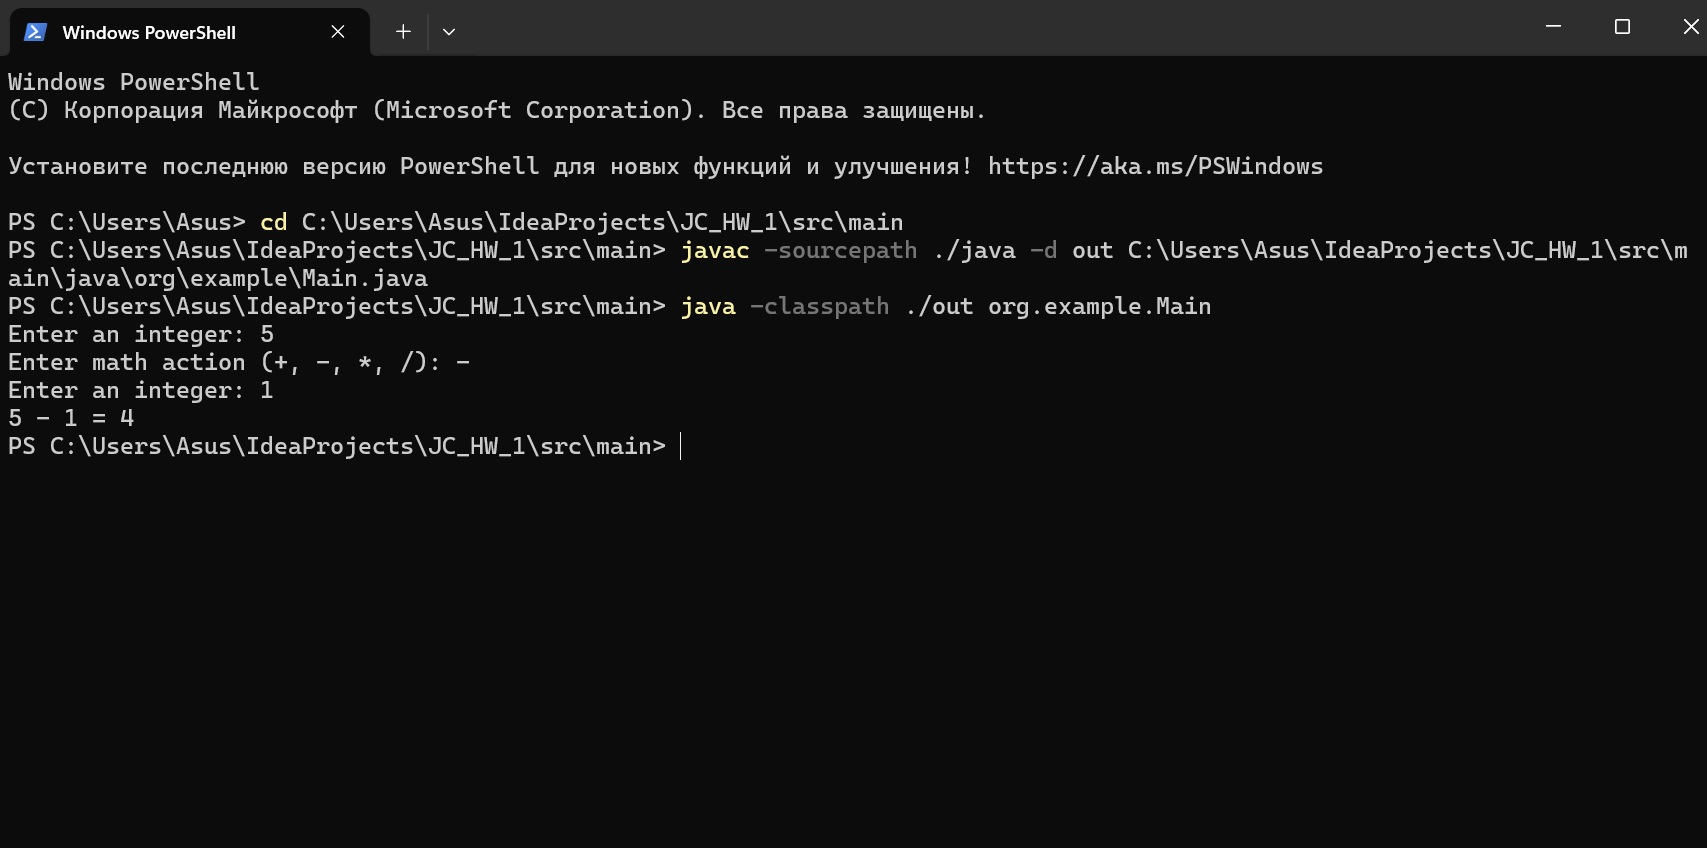 Windows PowerShell
Windows PowerShell
(C) Корпорация Майкрософт (Microsoft Corporation). Все права защищены.
Установите последнюю версию PowerShell для новых функций и улучшения! https://aka.ms/PSWindows
PS C:\Users\Asus> cd C:\Users\Asus\IdeaProjects\JC_HW_1\src\main
PS C:\Users\Asus\IdeaProjects\JC_HW_1\src\main> javac -sourcepath ./java -d out C:\Users\Asus\IdeaProjects\JC_HW_1\src\m
ain\java\org\example\Main.java
PS C:\Users\Asus\IdeaProjects\JC_HW_1\src\main> java -classpath ./out org.example.Main
Enter an integer: 5
Enter math action (+, -, *, /): -
Enter an integer: 1
5 - 1 = 4
PS C:\Users\Asus\IdeaProjects\JC_HW_1\src\main>